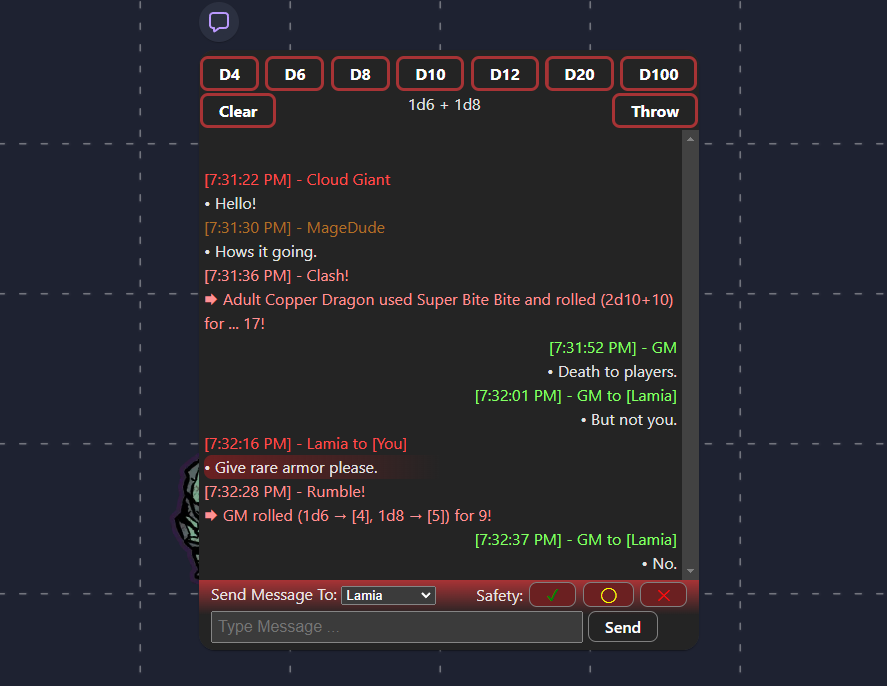 D4 D6 D8 D10 D12 D20 D100
Clear 1d6 + 1d8 Throw
[7:31:22 PM] - Cloud Giant
• Hello!
[7:31:30 PM] - MageDude
• Hows it going.
[7:31:36 PM] - Clash!
➡ Adult Copper Dragon used Super Bite Bite and rolled (2d10+10)
for ... 17!
[7:31:52 PM] - GM
• Death to players.
[7:32:01 PM] - GM to [Lamia]
• But not you.
[7:32:16 PM] - Lamia to [You]
• Give rare armor please.
[7:32:28 PM] - Rumble!
➡ GM rolled (1d6 → [4], 1d8 → [5]) for 9!
[7:32:37 PM] - GM to [Lamia]
• No.
Send Message To: Lamia Safety: ✓ ◯ ✕
Type Message ... Send